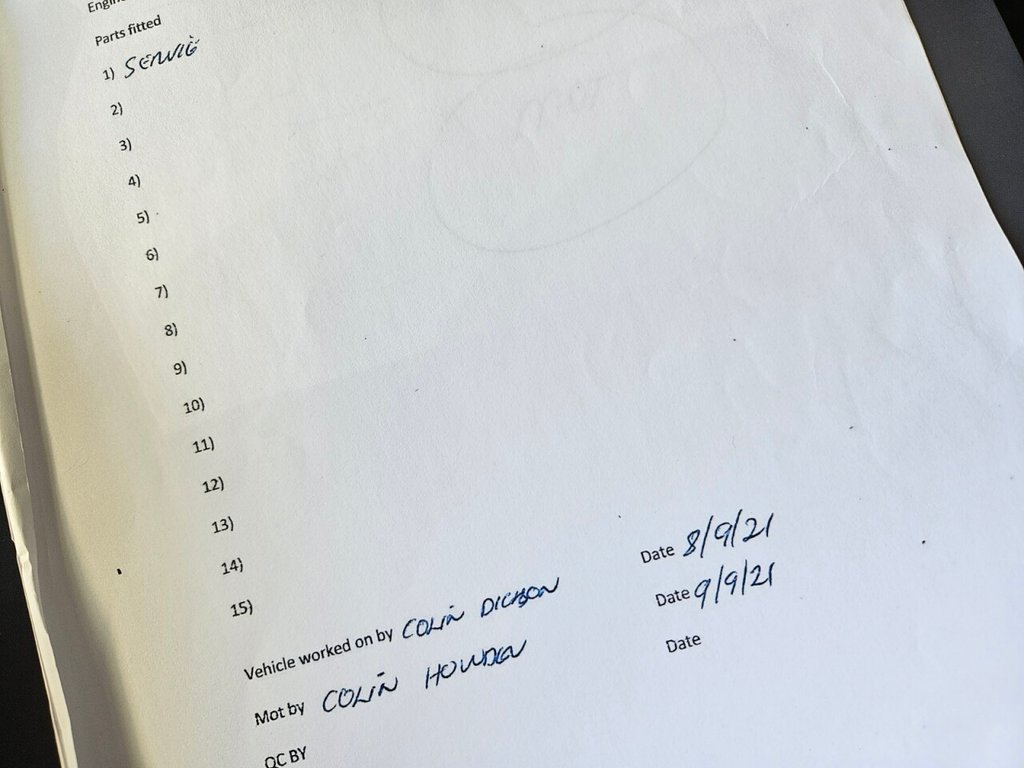 Parts fitted
1) SERVICE
2)
3)
4)
5)
6)
7)
8)
9)
10)
11)
12)
13)
14)
15)
Vehicle worked on by COLIN DICKSON Date 8/9/21
Mot by COLIN HOWDEN Date 9/9/21
QC BY Date